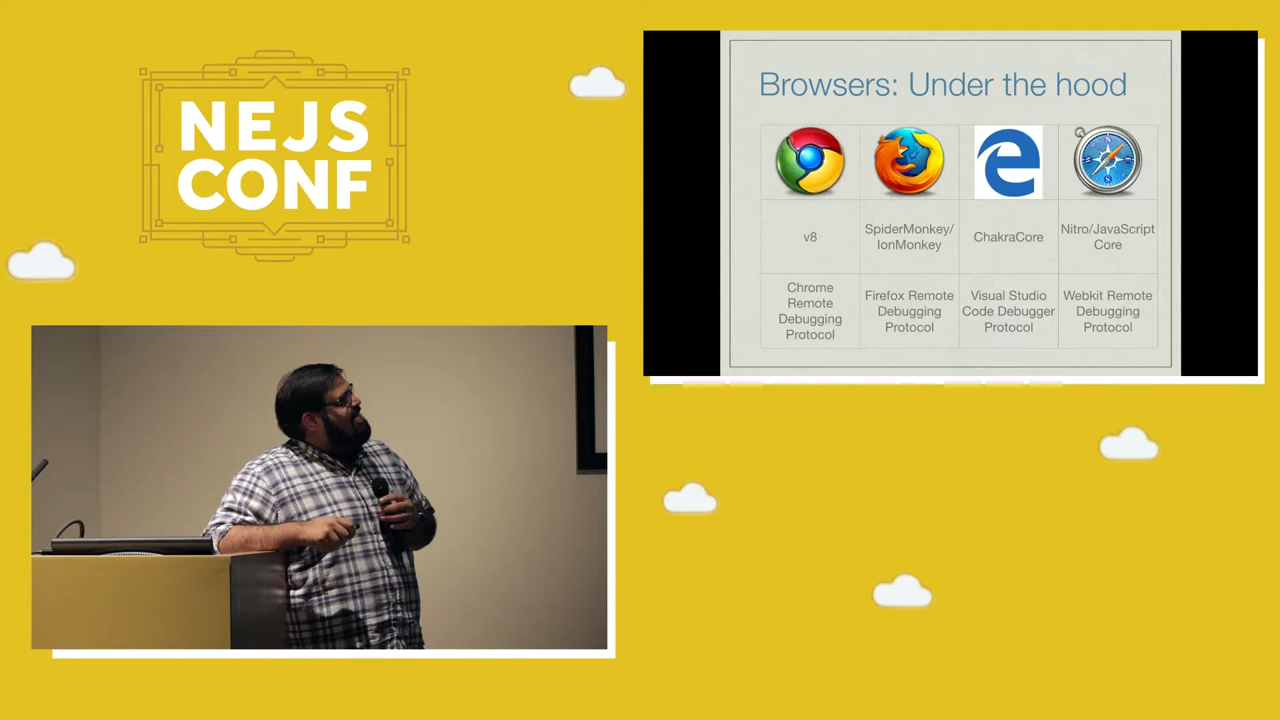 NEJS
CONF
Browsers: Under the hood
v8
SpiderMonkey/
IonMonkey
ChakraCore
Nitro/JavaScript
Core
Chrome
Remote
Debugging
Protocol
Firefox Remote
Debugging
Protocol
Visual Studio
Code Debugger
Protocol
Webkit Remote
Debugging
Protocol